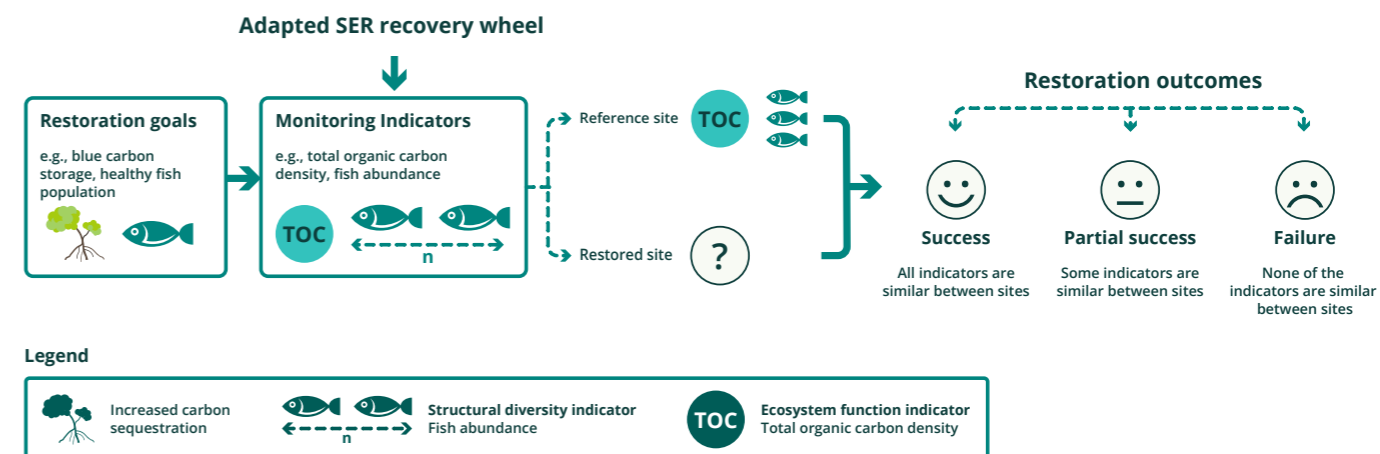 Adapted SER recovery wheel
Restoration goals
e.g., blue carbon
storage, healthy fish
population
Monitoring Indicators
e.g., total organic carbon
density, fish abundance
TOC
n
Reference site
TOC
Restored site
?
Restoration outcomes
Success
All indicators are
similar between sites
Partial success
Some indicators are
similar between sites
Failure
None of the
indicators are similar
between sites
Legend
Increased carbon
sequestration
n
Structural diversity indicator
Fish abundance
TOC
Ecosystem function indicator
Total organic carbon density